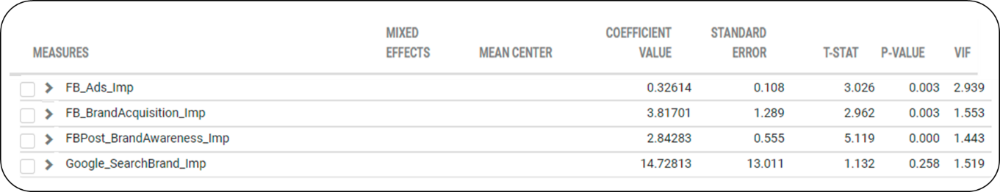 MEASURES MIXED EFFECTS MEAN CENTER COEFFICIENT VALUE STANDARD ERROR T-STAT P-VALUE VIF
FB_Ads_Imp 0.32614 0.108 3.026 0.003 2.939
FB_BrandAcquisition_Imp 3.81701 1.289 2.962 0.003 1.553
FBPost_BrandAwareness_Imp 2.84283 0.555 5.119 0.000 1.443
Google_SearchBrand_Imp 14.72813 13.011 1.132 0.258 1.519